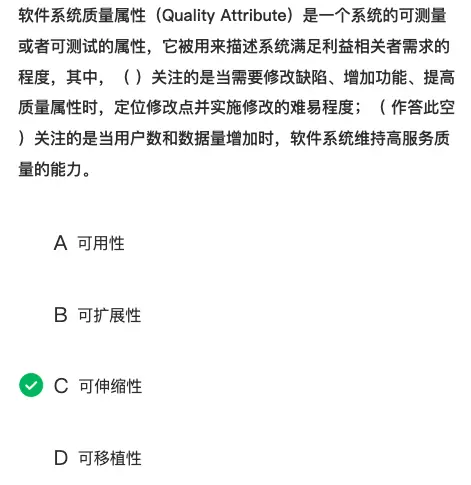 软件系统质量属性（Quality Attribute）是一个系统的可测量
或者可测试的属性，它被用来描述系统满足利益相关者需求的
程度，其中，（ ）关注的是当需要修改缺陷、增加功能、提高
质量属性时，定位修改点并实施修改的难易程度；（ 作答此空
）关注的是当用户数和数据量增加时，软件系统维持高服务质
量的能力。
A 可用性
B 可扩展性
C 可伸缩性
D 可移植性